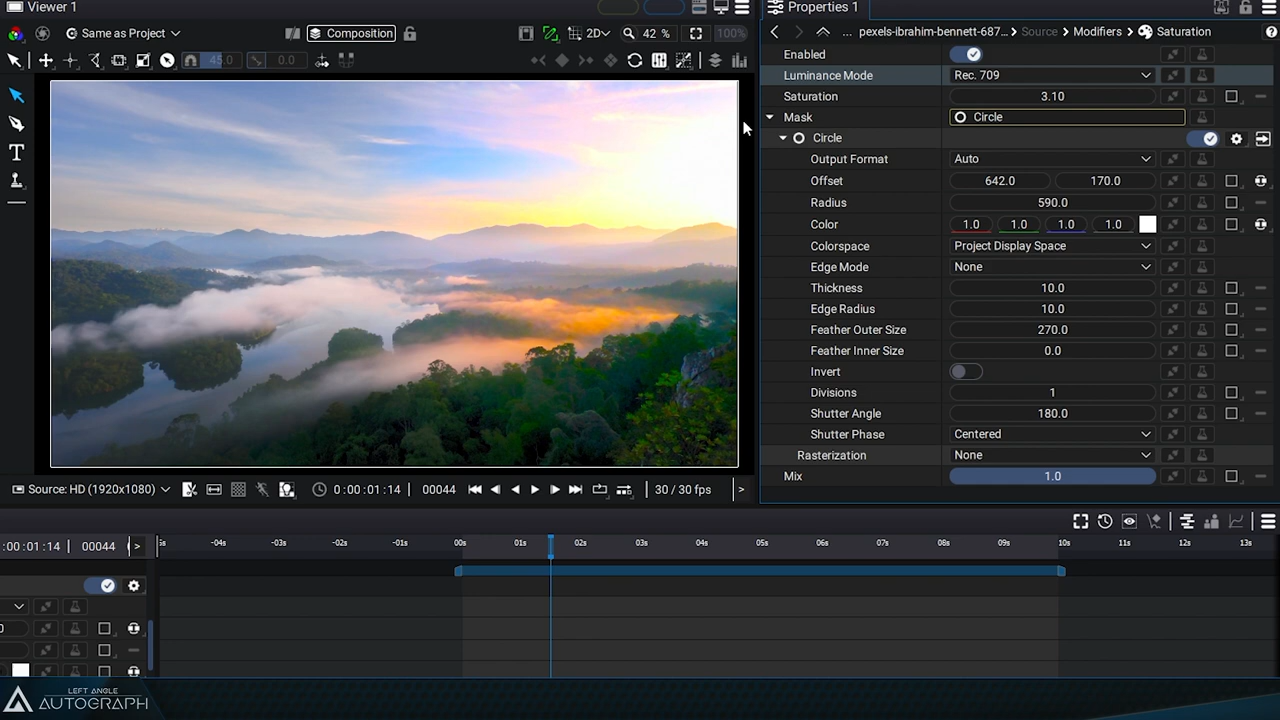 Viewer 1
Same as Project
Composition
2D
42 %
100%
45.0
0.0
Source: HD (1920x1080)
0:00:01:14
00044
30 / 30 fps
>
Properties 1
... pexels-ibrahim-bennett-687... > Source > Modifiers > Saturation
Enabled
Luminance Mode Rec. 709
Saturation 3.10
Mask Circle
Circle
Output Format Auto
Offset 642.0 170.0
Radius 590.0
Color 1.0 1.0 1.0 1.0
Colorspace Project Display Space
Edge Mode None
Thickness 10.0
Edge Radius 10.0
Feather Outer Size 270.0
Feather Inner Size 0.0
Invert
Divisions 1
Shutter Angle 180.0
Shutter Phase Centered
Rasterization None
Mix 1.0
:00:01:14 00044 >
s -04s -03s -02s -01s 00s 01s 02s 03s 04s 05s 06s 07s 08s 09s 10s 11s 12s 13s
0
LEFT ANGLE
AUTOGRAPH